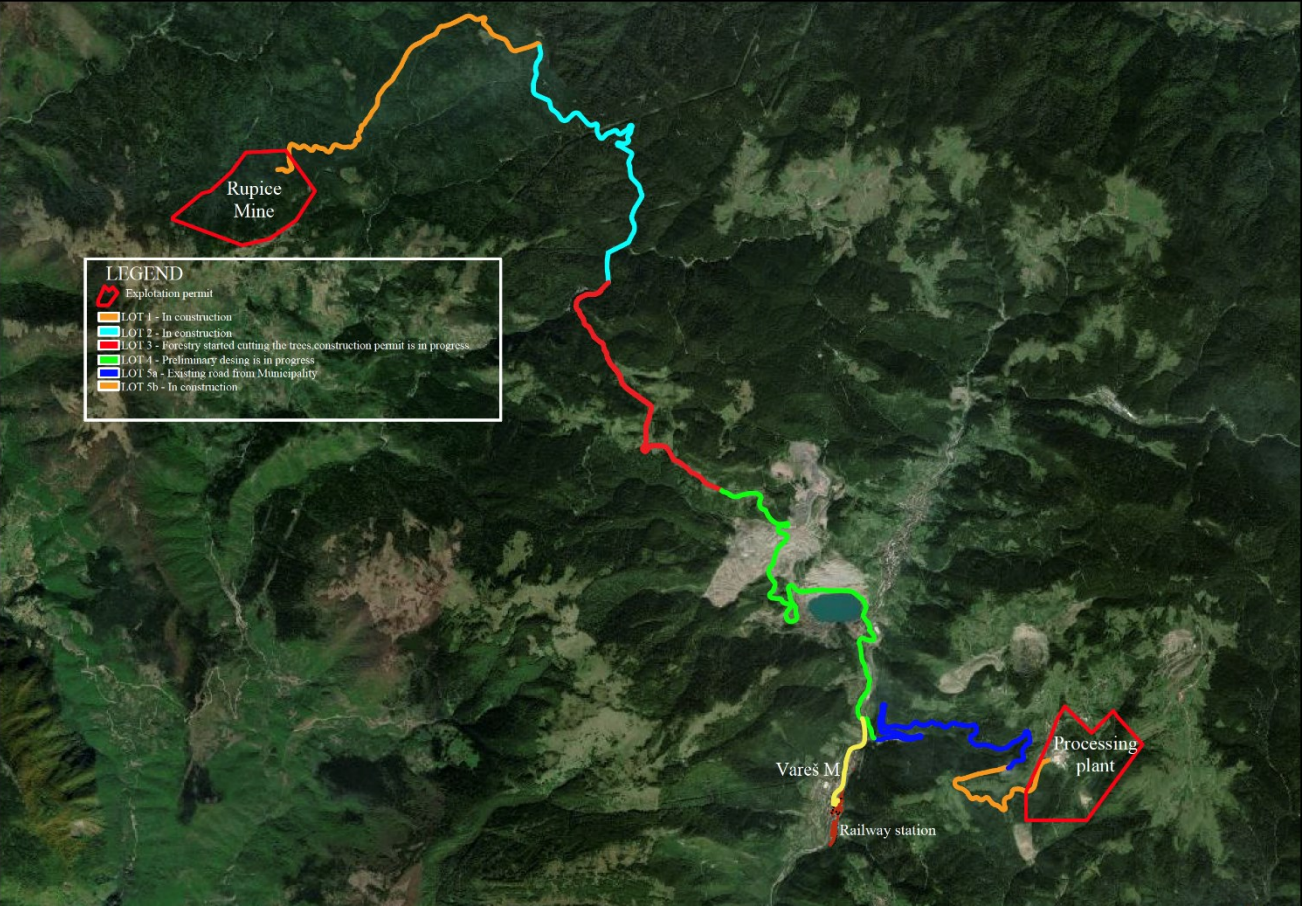 Rupice
Mine
LEGEND
Explotation permit
LOT 1 - In construction
LOT 2 - In construction
LOT 3 - Forestry started cutting the trees,construction permit is in progress
LOT 4 - Preliminary desing is in progress
LOT 5a - Existing road from Municipality
LOT 5b - In construction
Processing
plant
Vareš M
Railway station